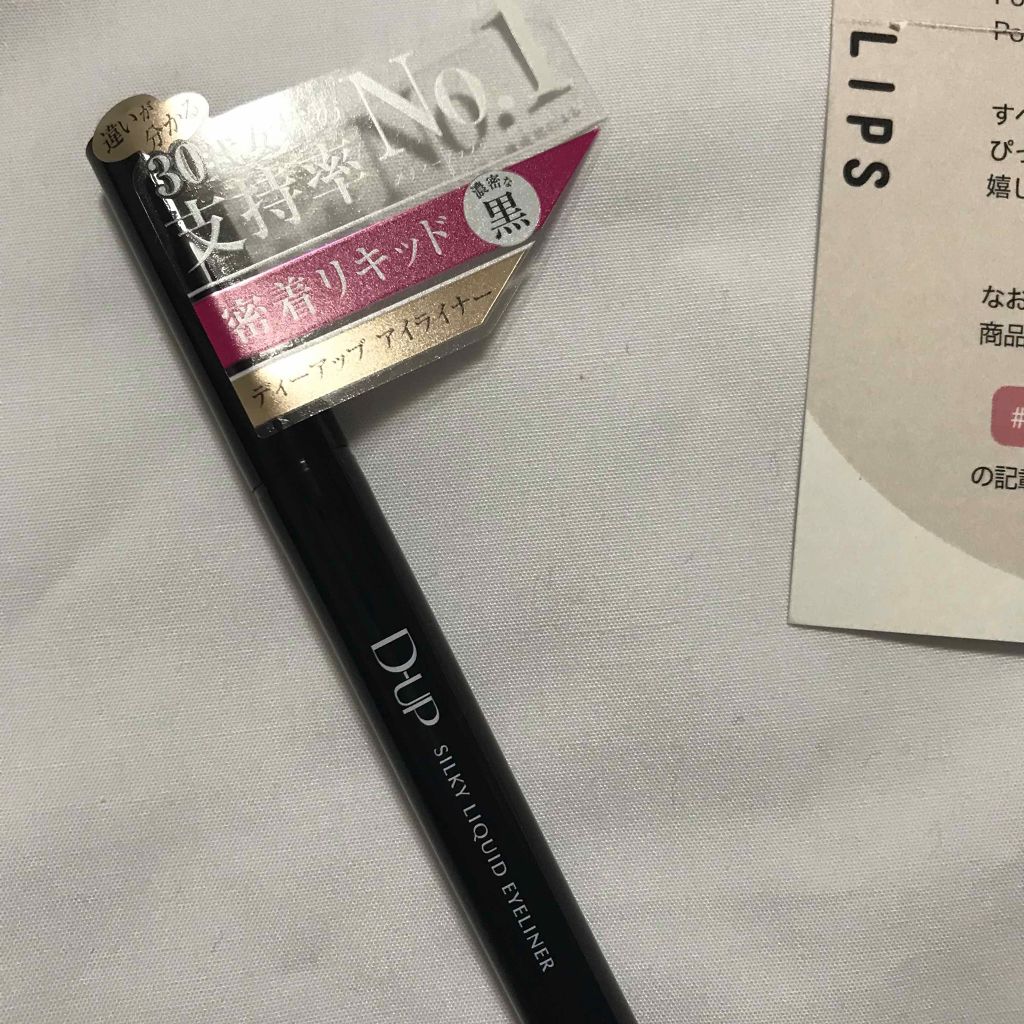 違いが
分かる
30
支持率 No.1
密着リキッド
濃密な
黒
ディーアップ アイライナー
D-UP SILKY LIQUID EYELINER
LIPS
すべ
ぴっ
嬉し
なお
商品
#
の記